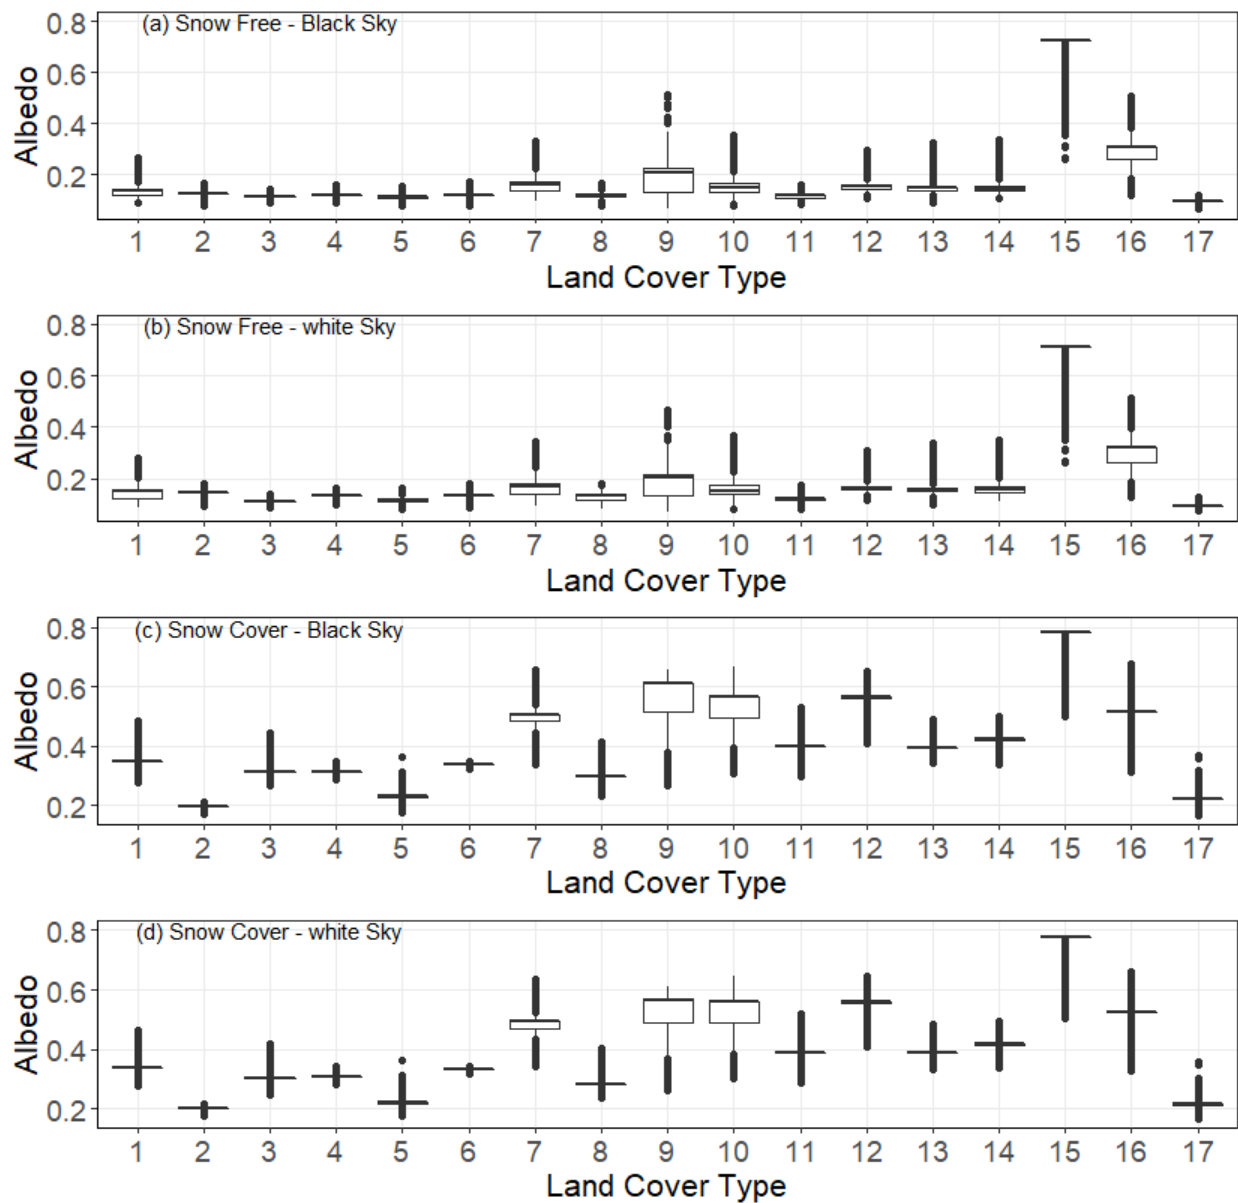 (a) Snow Free - Black Sky
Albedo
0.8
0.6
0.4
0.2
1 2 3 4 5 6 7 8 9 10 11 12 13 14 15 16 17
Land Cover Type
(b) Snow Free - white Sky
Albedo
0.8
0.6
0.4
0.2
1 2 3 4 5 6 7 8 9 10 11 12 13 14 15 16 17
Land Cover Type
(c) Snow Cover - Black Sky
Albedo
0.8
0.6
0.4
0.2
1 2 3 4 5 6 7 8 9 10 11 12 13 14 15 16 17
Land Cover Type
(d) Snow Cover - white Sky
Albedo
0.8
0.6
0.4
0.2
1 2 3 4 5 6 7 8 9 10 11 12 13 14 15 16 17
Land Cover Type